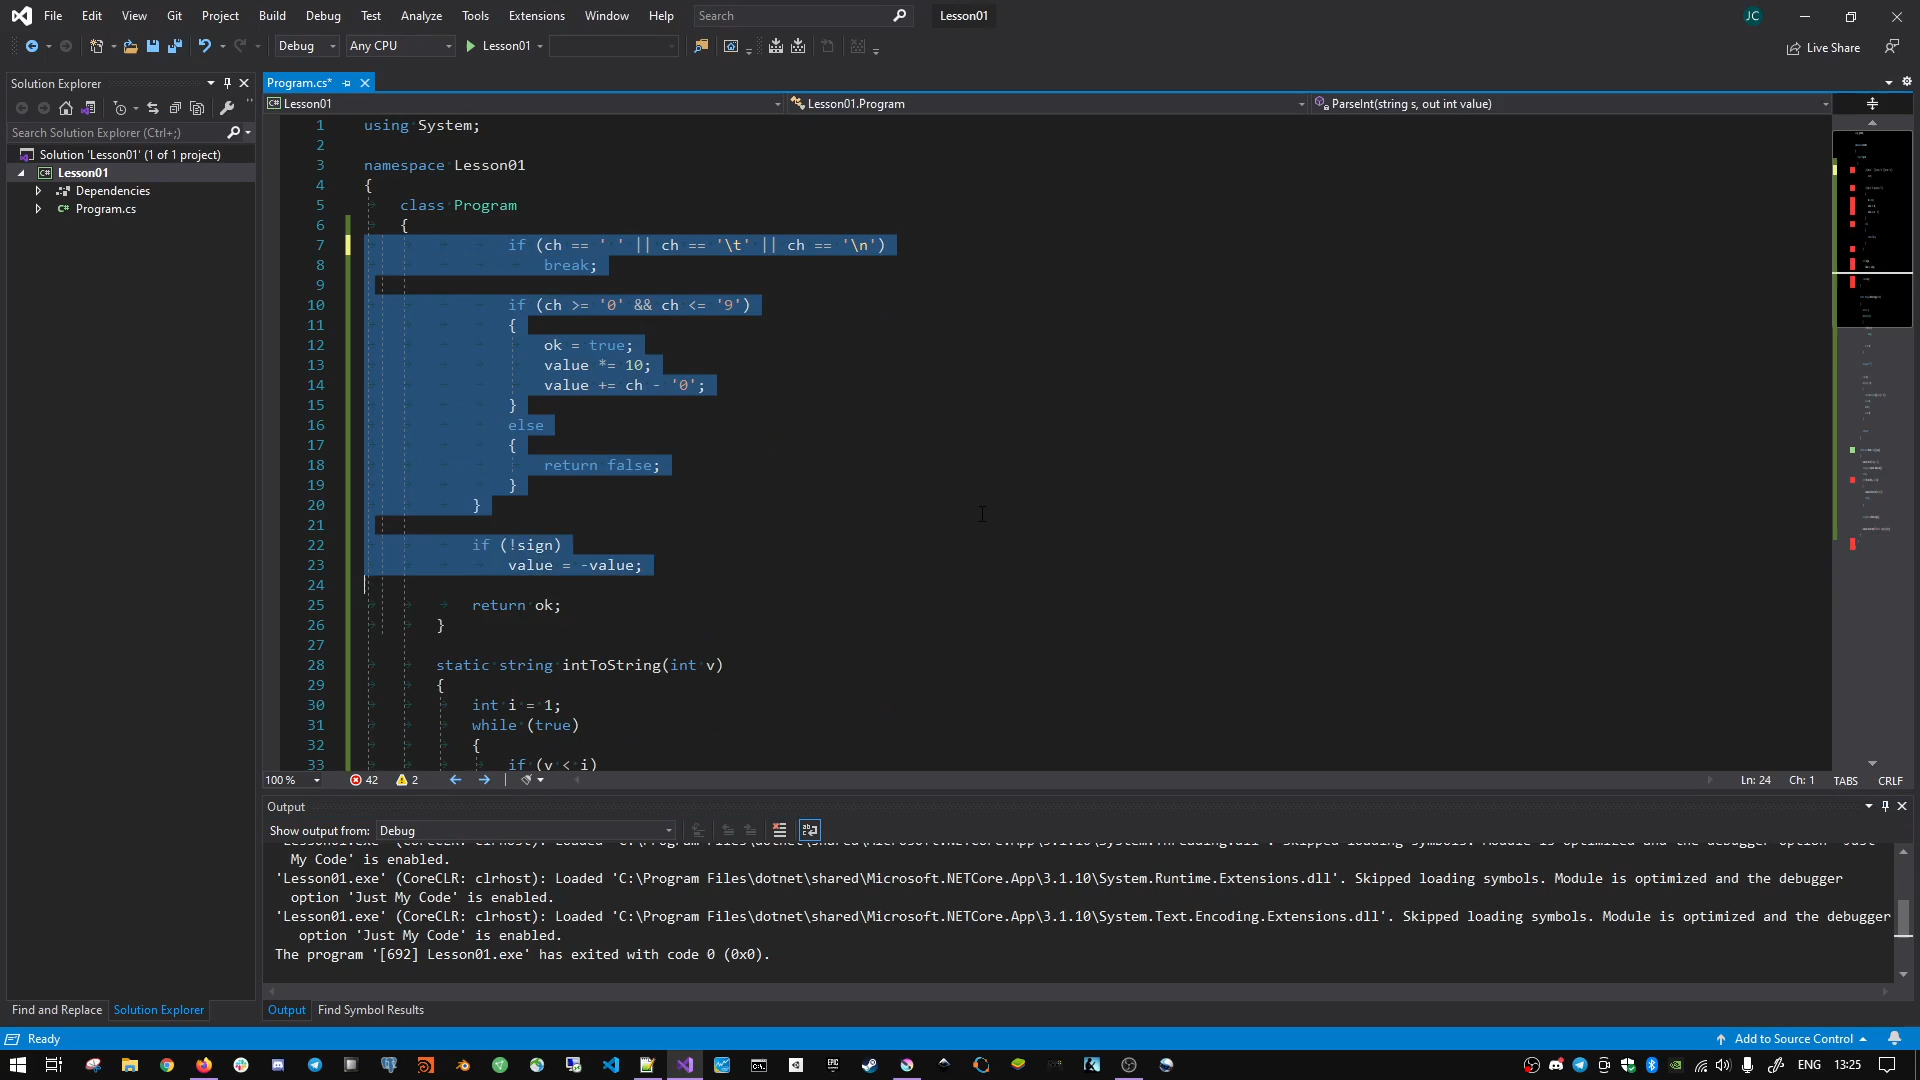 File Edit View Git Project Build Debug Test Analyze Tools Extensions Window Help Search Lesson01 JC
Debug Any CPU Lesson01 Live Share
Solution Explorer
Search Solution Explorer (Ctrl+;)
Solution 'Lesson01' (1 of 1 project)
C# Lesson01
Dependencies
C# Program.cs
Program.cs*
C# Lesson01 Lesson01.Program ParseInt(string s, out int value)
1 using System;
2
3 namespace Lesson01
4 {
5 class Program
6 {
7 if (ch == ' ' || ch == '\t' || ch == '\n')
8 break;
9
10 if (ch >= '0' && ch <= '9')
11 {
12 ok = true;
13 value *= 10;
14 value += ch - '0';
15 }
16 else
17 {
18 return false;
19 }
20 }
21
22 if (!sign)
23 value = -value;
24
25 return ok;
26 }
27
28 static string intToString(int v)
29 {
30 int i = 1;
31 while (true)
32 {
33 if (v < i)
100 % 42 2 Ln: 24 Ch: 1 TABS CRLF
Output
Show output from: Debug
My Code' is enabled.
'Lesson01.exe' (CoreCLR: clrhost): Loaded 'C:\Program Files\dotnet\shared\Microsoft.NETCore.App\3.1.10\System.Runtime.Extensions.dll'. Skipped loading symbols. Module is optimized and the debugger
option 'Just My Code' is enabled.
'Lesson01.exe' (CoreCLR: clrhost): Loaded 'C:\Program Files\dotnet\shared\Microsoft.NETCore.App\3.1.10\System.Text.Encoding.Extensions.dll'. Skipped loading symbols. Module is optimized and the debugger
option 'Just My Code' is enabled.
The program '[692] Lesson01.exe' has exited with code 0 (0x0).
Find and Replace Solution Explorer Output Find Symbol Results
Ready Add to Source Control
ENG 13:25